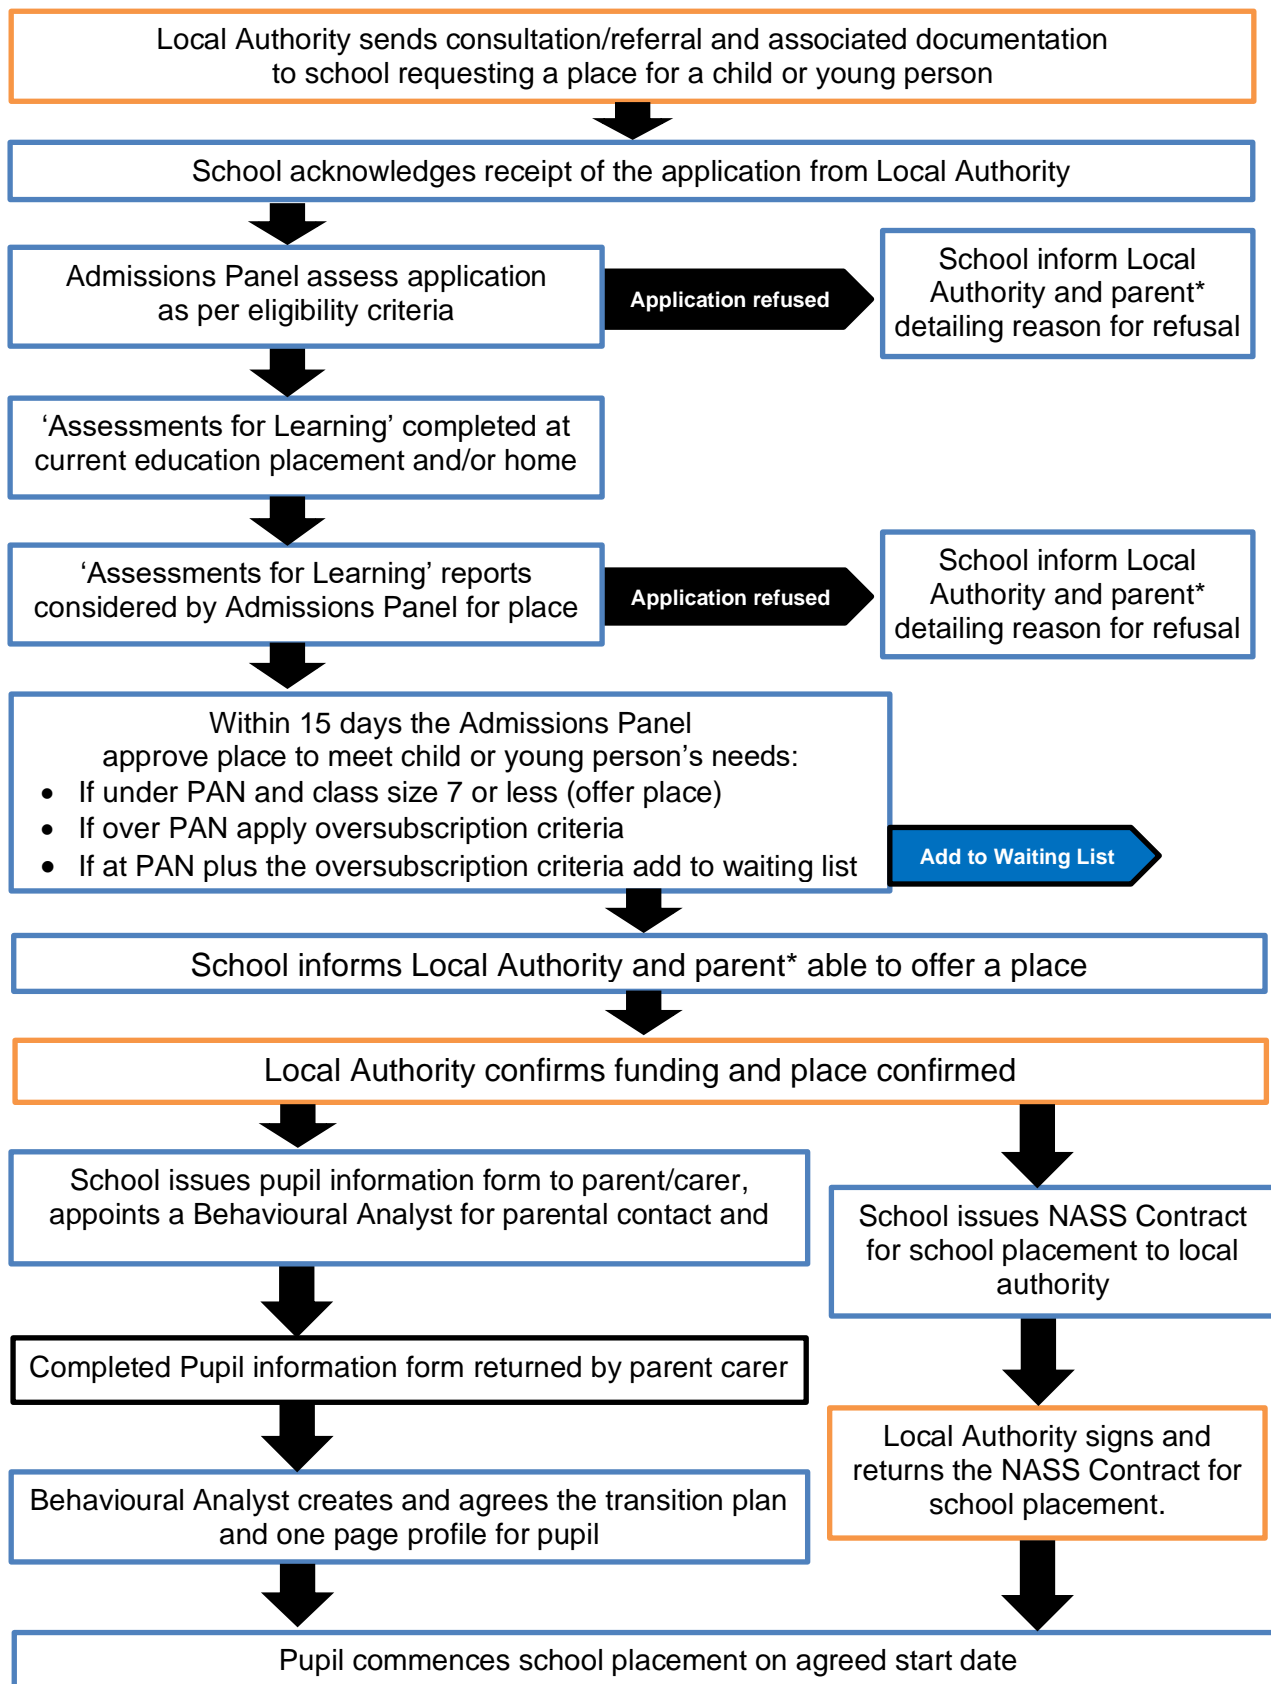 Local Authority sends consultation/referral and associated documentation
to school requesting a place for a child or young person
School acknowledges receipt of the application from Local Authority
Admissions Panel assess application
as per eligibility criteria
Application refused
School inform Local
Authority and parent*
detailing reason for refusal
‘Assessments for Learning’ completed at
current education placement and/or home
‘Assessments for Learning’ reports
considered by Admissions Panel for place
Application refused
School inform Local
Authority and parent*
detailing reason for refusal
Within 15 days the Admissions Panel
approve place to meet child or young person’s needs:
• If under PAN and class size 7 or less (offer place)
• If over PAN apply oversubscription criteria
• If at PAN plus the oversubscription criteria add to waiting list
Add to Waiting List
School informs Local Authority and parent* able to offer a place
Local Authority confirms funding and place confirmed
School issues pupil information form to parent/carer,
appoints a Behavioural Analyst for parental contact and
School issues NASS Contract
for school placement to local
authority
Completed Pupil information form returned by parent carer
Local Authority signs and
returns the NASS Contract for
school placement.
Behavioural Analyst creates and agrees the transition plan
and one page profile for pupil
Pupil commences school placement on agreed start date